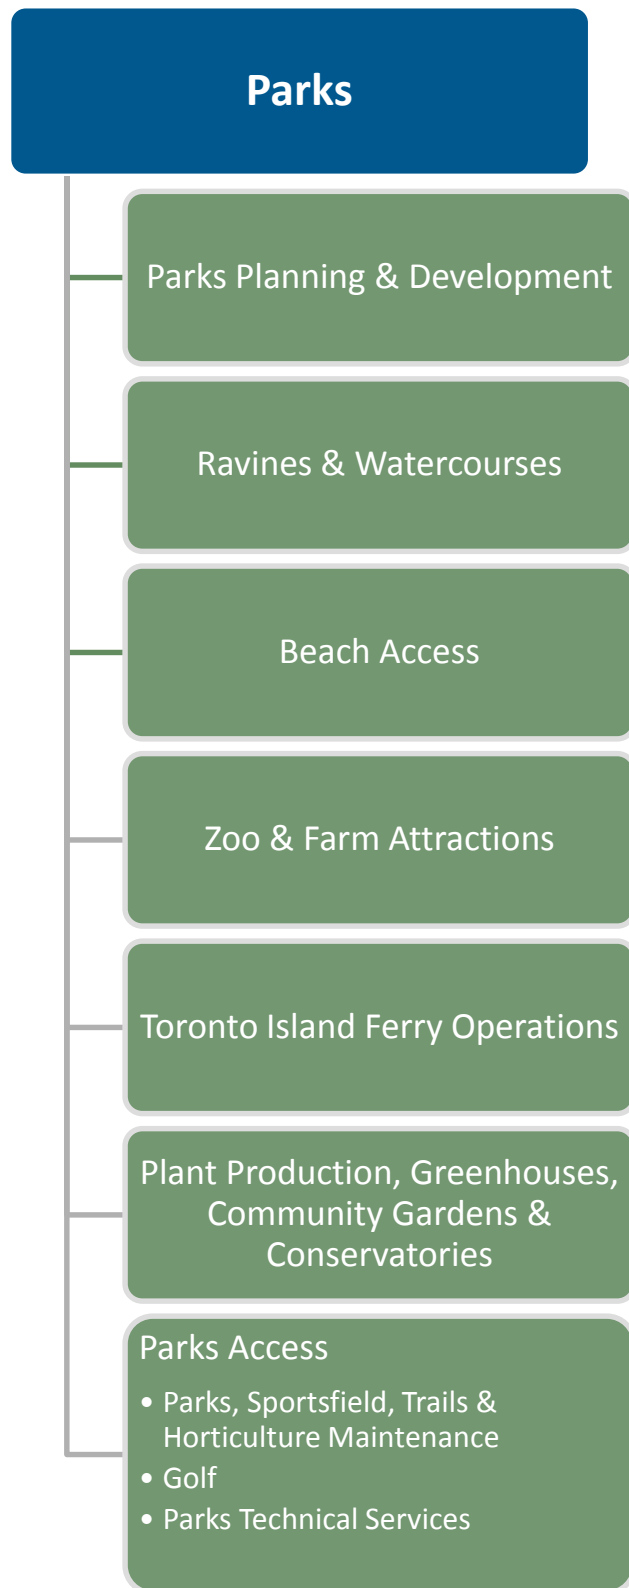 Parks
Parks Planning & Development
Ravines & Watercourses
Beach Access
Zoo & Farm Attractions
Toronto Island Ferry Operations
Plant Production, Greenhouses,
Community Gardens &
Conservatories
Parks Access
• Parks, Sportsfield, Trails &
Horticulture Maintenance
• Golf
• Parks Technical Services